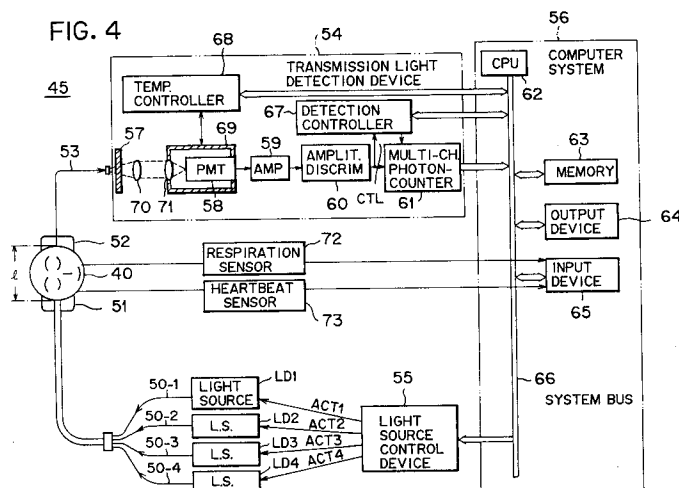 FIG. 4
45
68
TEMP.
CONTROLLER
54
TRANSMISSION LIGHT
DETECTION DEVICE
56
COMPUTER
SYSTEM
CPU
62
67
DETECTION
CONTROLLER
57
69
59
53
PMT
AMP
AMPLIT.
DISCRIM
MULTI-CH.
PHOTON-
COUNTER
63
MEMORY
70
71
58
60
CTL
61
OUTPUT
DEVICE
64
52
72
RESPIRATION
SENSOR
40
ℓ
INPUT
DEVICE
65
HEARTBEAT
SENSOR
51
73
50-1
LIGHT
SOURCE
LD1
ACT1
55
66
SYSTEM BUS
50-2
L.S.
LD2
ACT2
LIGHT
SOURCE
CONTROL
DEVICE
50-3
L.S.
LD3
ACT3
50-4
L.S.
LD4
ACT4